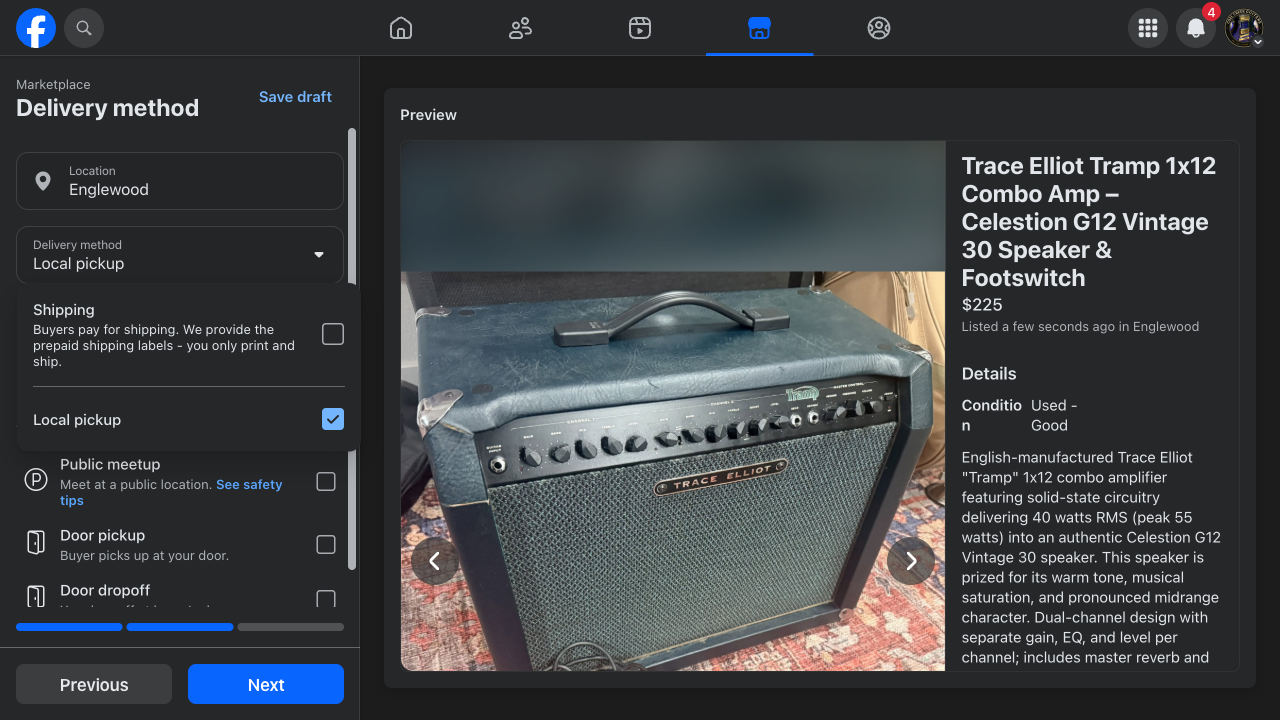 4
Marketplace
Delivery method
Save draft
Location
Englewood
Delivery method
Local pickup
Shipping
Buyers pay for shipping. We provide the
prepaid shipping labels - you only print and
ship.
Local pickup
Public meetup
Meet at a public location. See safety
tips
Door pickup
Buyer picks up at your door.
Door dropoff
Previous
Next
Preview
Tramp
TRACE ELLIOT
Trace Elliot Tramp 1x12
Combo Amp –
Celestion G12 Vintage
30 Speaker &
Footswitch
$225
Listed a few seconds ago in Englewood
Details
Conditio
n
Used -
Good
English-manufactured Trace Elliot
"Tramp" 1x12 combo amplifier
featuring solid-state circuitry
delivering 40 watts RMS (peak 55
watts) into an authentic Celestion G12
Vintage 30 speaker. This speaker is
prized for its warm tone, musical
saturation, and pronounced midrange
character. Dual-channel design with
separate gain, EQ, and level per
channel; includes master reverb and